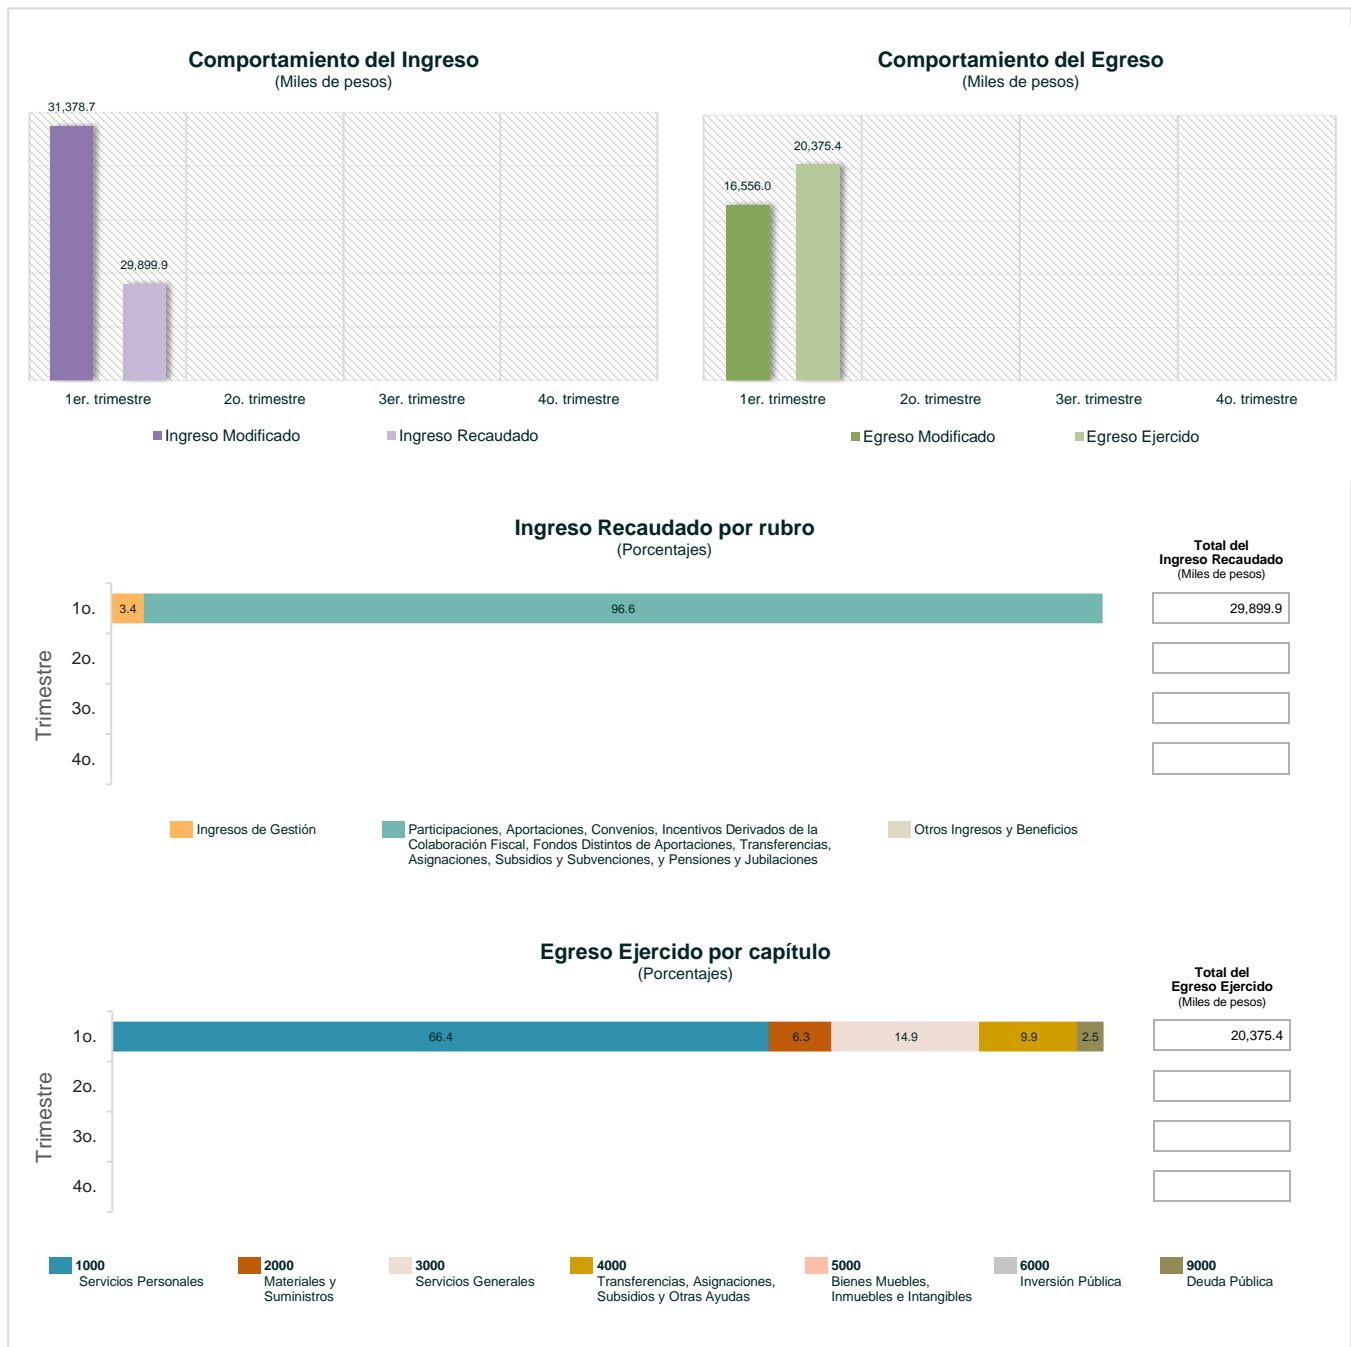 Comportamiento del Ingreso
(Miles de pesos)
31,378.7
29,899.9
1er. trimestre
2o. trimestre
3er. trimestre
4o. trimestre
Ingreso Modificado
Ingreso Recaudado
Comportamiento del Egreso
(Miles de pesos)
16,556.0
20,375.4
1er. trimestre
2o. trimestre
3er. trimestre
4o. trimestre
Egreso Modificado
Egreso Ejercido
Ingreso Recaudado por rubro
(Porcentajes)
Total del
Ingreso Recaudado
(Miles de pesos)
Trimestre
1o.
3.4
96.6
29,899.9
2o.
3o.
4o.
Ingresos de Gestión
Participaciones, Aportaciones, Convenios, Incentivos Derivados de la
Colaboración Fiscal, Fondos Distintos de Aportaciones, Transferencias,
Asignaciones, Subsidios y Subvenciones, y Pensiones y Jubilaciones
Otros Ingresos y Beneficios
Egreso Ejercido por capítulo
(Porcentajes)
Total del
Egreso Ejercido
(Miles de pesos)
Trimestre
1o.
66.4
6.3
14.9
9.9
2.5
20,375.4
2o.
3o.
4o.
1000
Servicios Personales
2000
Materiales y
Suministros
3000
Servicios Generales
4000
Transferencias, Asignaciones,
Subsidios y Otras Ayudas
5000
Bienes Muebles,
Inmuebles e Intangibles
6000
Inversión Pública
9000
Deuda Pública